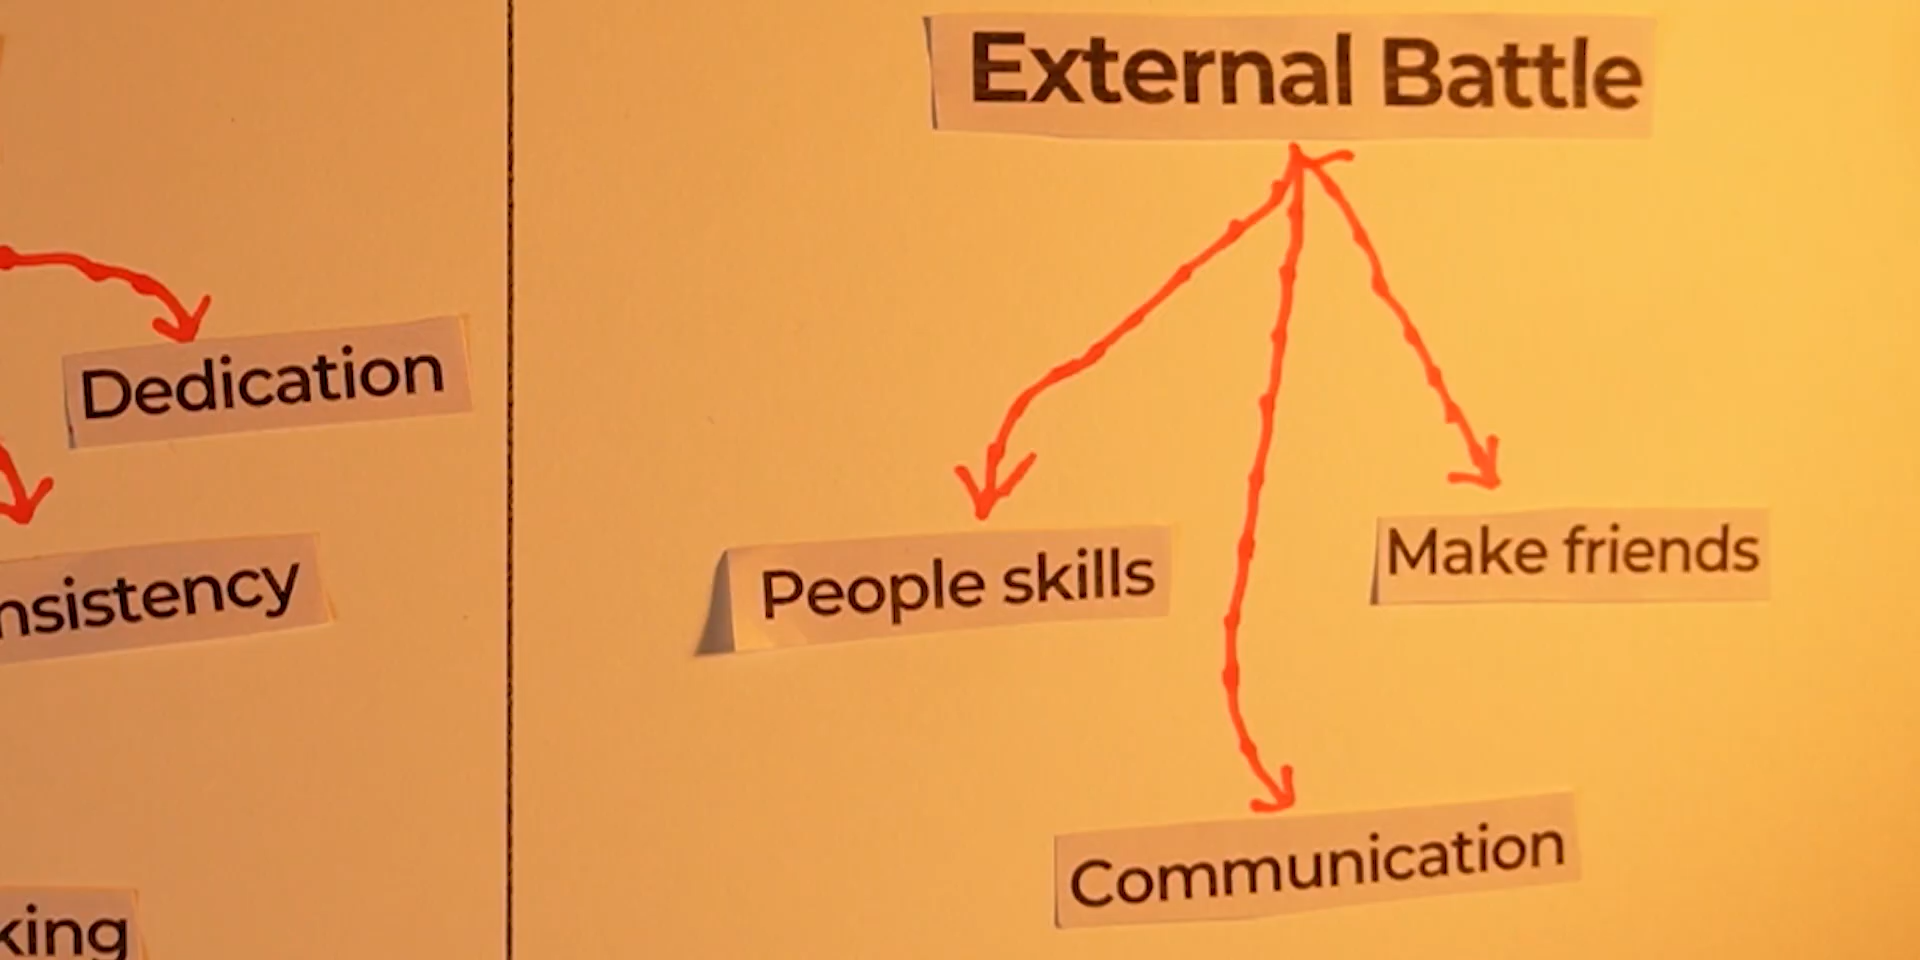 External Battle
Dedication
People skills
Make friends
Communication